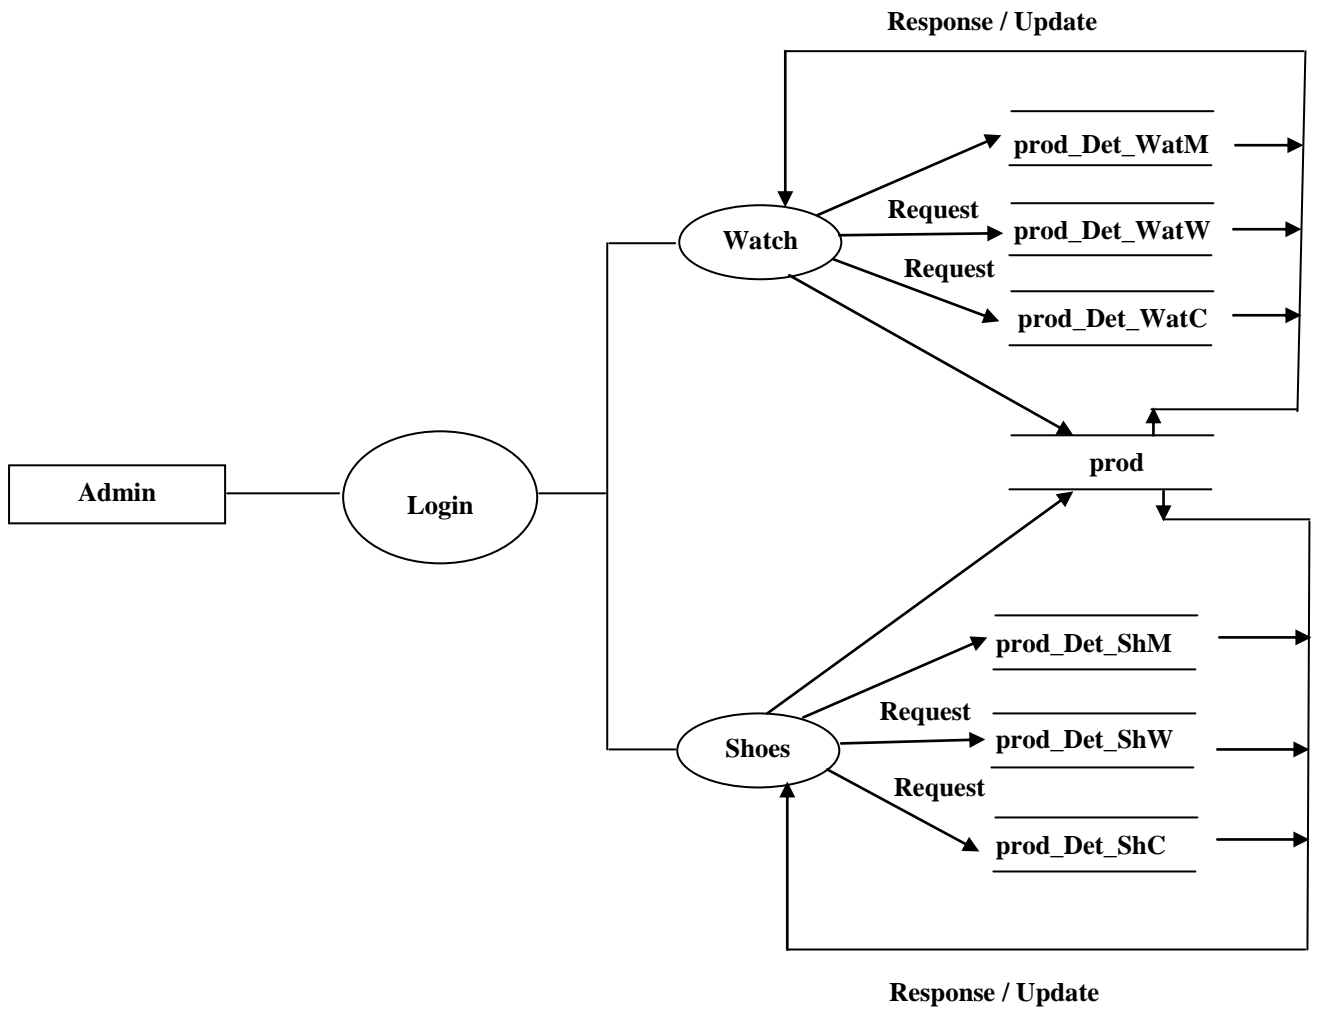 Response / Update
prod_Det_WatM
Request
prod_Det_WatW
Watch
Request
prod_Det_WatC
prod
Admin
Login
prod_Det_ShM
Request
prod_Det_ShW
Shoes
Request
prod_Det_ShC
Response / Update